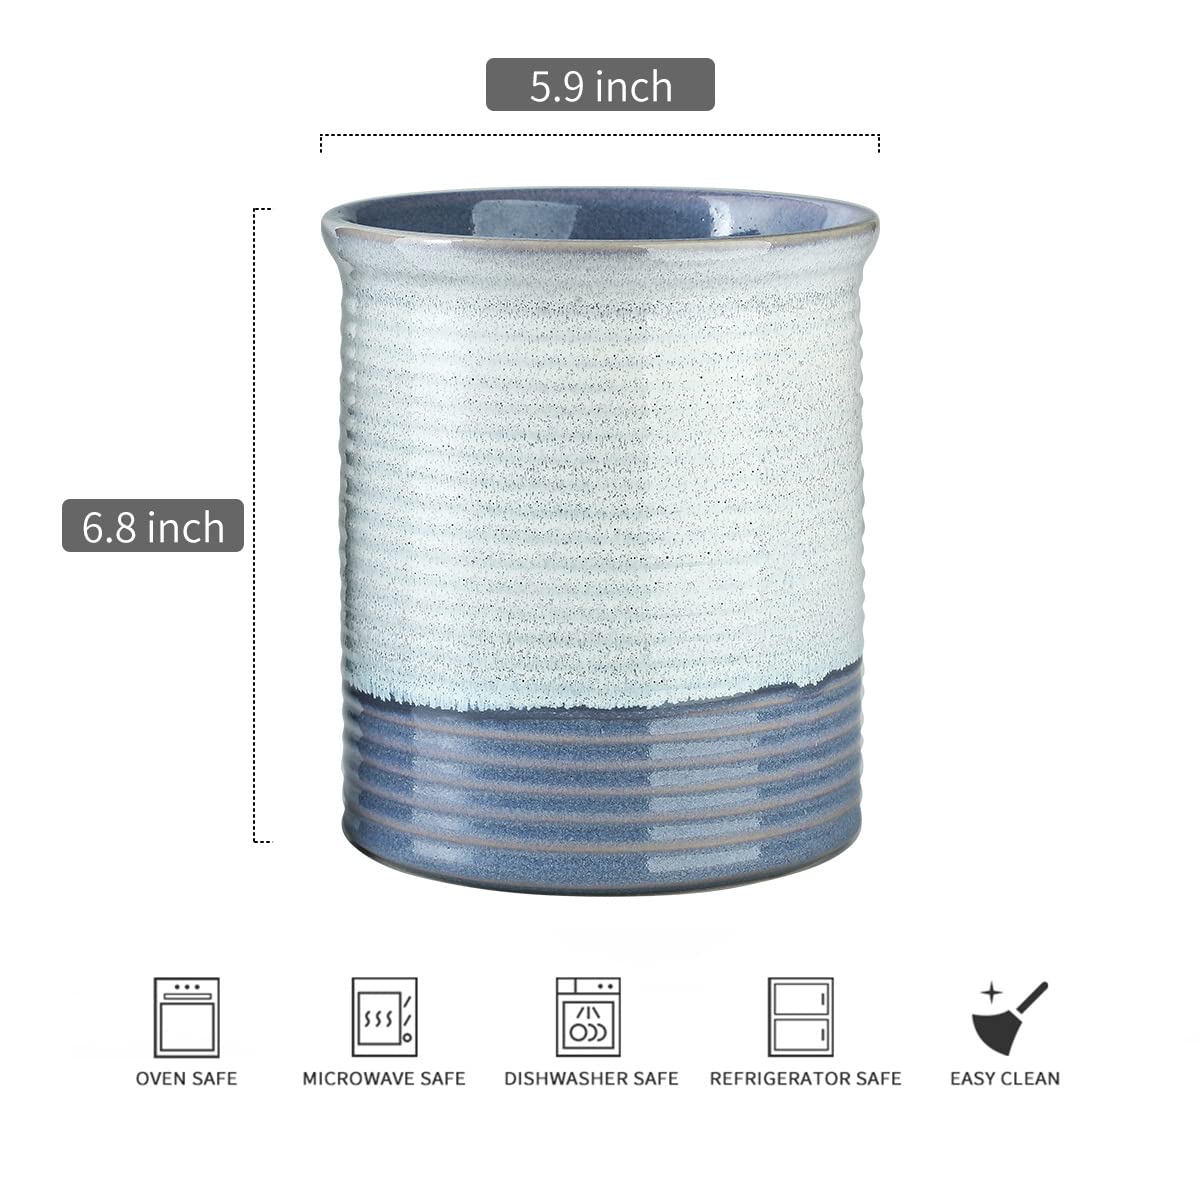 5.9 inch
6.8 inch
OVEN SAFE
MICROWAVE SAFE
DISHWASHER SAFE
REFRIGERATOR SAFE
EASY CLEAN